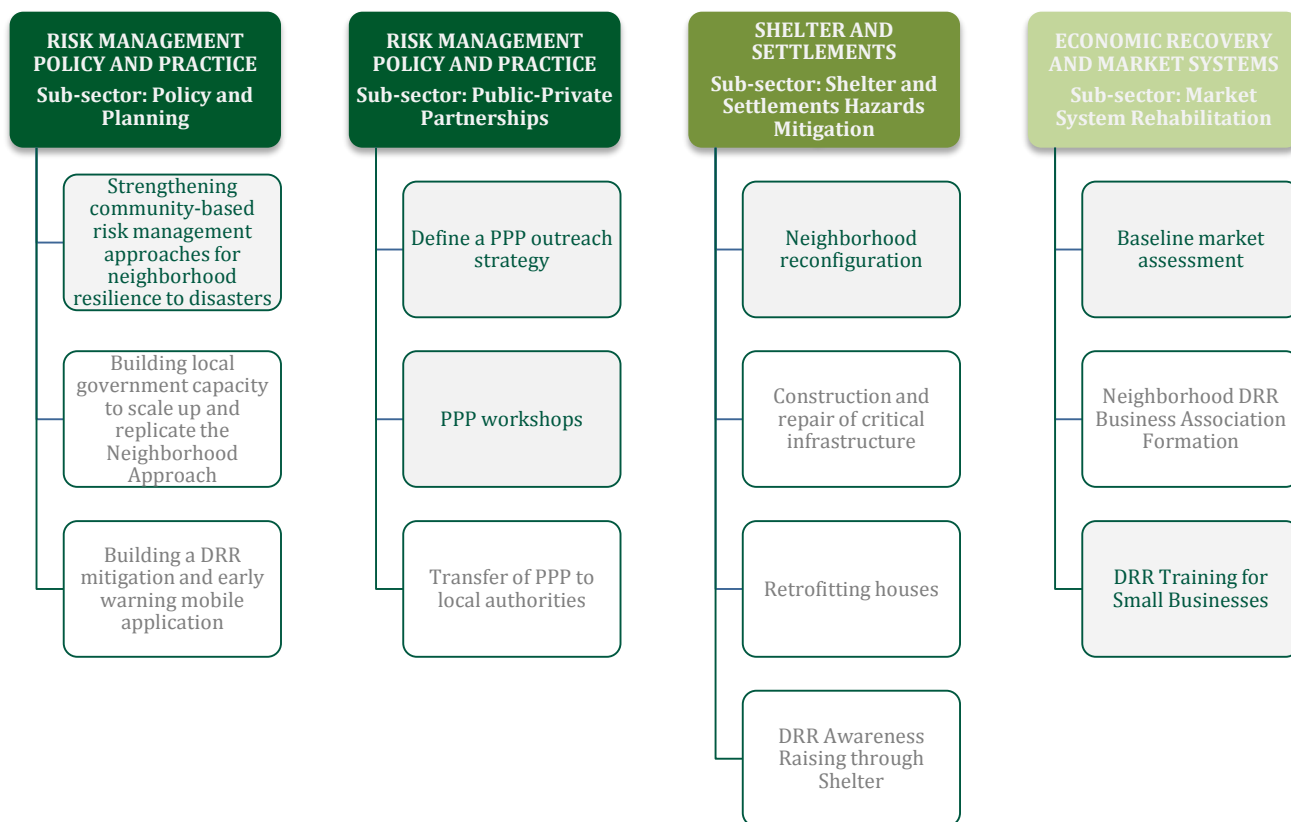 RISK MANAGEMENT
POLICY AND PRACTICE
Sub-sector: Policy and
Planning
Strengthening
community-based
risk management
approaches for
neighborhood
resilience to disasters
Building local
government capacity
to scale up and
replicate the
Neighborhood
Approach
Building a DRR
mitigation and early
warning mobile
application
RISK MANAGEMENT
POLICY AND PRACTICE
Sub-sector: Public-Private
Partnerships
Define a PPP outreach
strategy
PPP workshops
Transfer of PPP to
local authorities
SHELTER AND
SETTLEMENTS
Sub-sector: Shelter and
Settlements Hazards
Mitigation
Neighborhood
reconfiguration
Construction and
repair of critical
infrastructure
Retrofitting houses
DRR Awareness
Raising through
Shelter
ECONOMIC RECOVERY
AND MARKET SYSTEMS
Sub-sector: Market
System Rehabilitation
Baseline market
assessment
Neighborhood DRR
Business Association
Formation
DRR Training for
Small Businesses